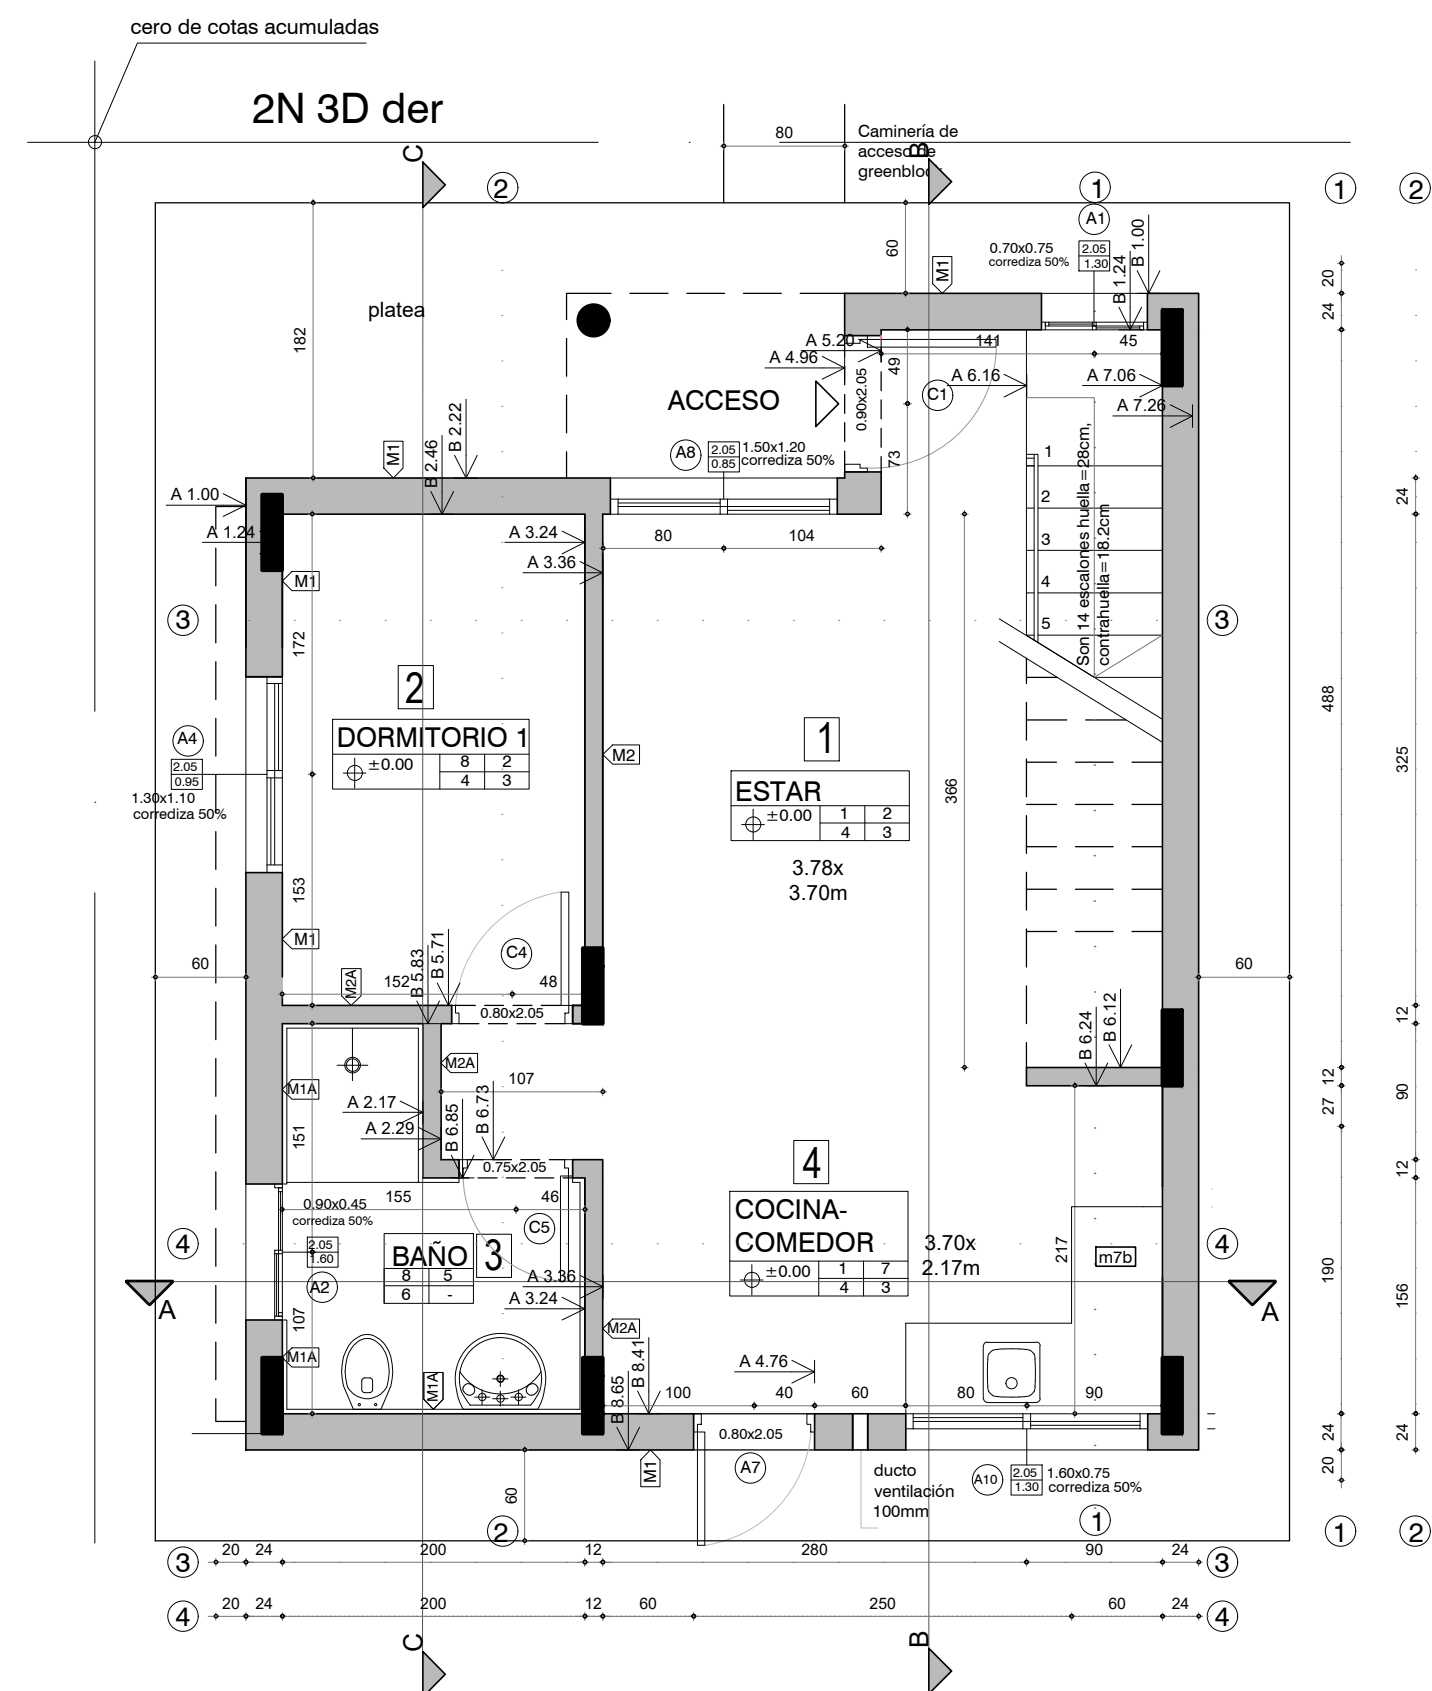 cero de cotas acumuladas
2N 3D der
80
Caminería de
acceso de
greenbloc
C
B
2
1
1
2
A1
60
0.70x0.75
corrediza 50%
2.05
1.30
B 1.24
B 1.00
M1
20
24
platea
182
A 5.20
141
45
A 4.96
49
A 6.16
A 7.06
A 7.26
ACCESO
0.90x2.05
C1
73
M1
B 2.46
B 2.22
A8
2.05
0.85
1.50x1.20
corrediza 50%
A 1.00
A 1.24
A 3.24
A 3.36
80
104
24
1
2
3
4
5
Son 14 escalones huella=28cm,
contrahuella=18.2cm
M1
3
3
172
2
DORMITORIO 1
±0.00
8
2
4
3
A4
2.05
0.95
1.30x1.10
corrediza 50%
M2
1
ESTAR
±0.00
1
2
4
3
3.78x
3.70m
366
488
325
153
M1
60
60
M2A
152
B 5.83
B 5.71
C4
48
0.80x2.05
12
M2A
M1A
107
B 6.24
B 6.12
12
90
27
A 2.17
A 2.29
151
B 6.85
B 6.73
0.75x2.05
12
155
46
0.90x0.45
corrediza 50%
C5
2.05
1.60
A2
4
4
BAÑO
3
8
5
6
-
A 3.36
A 3.24
4
COCINA-
COMEDOR
±0.00
1
7
4
3
3.70x
2.17m
217
m7b
190
156
A
A
107
M1A
M1A
M2A
B 8.65
B 8.41
A 4.76
100
40
60
80
90
0.80x2.05
24
24
20
M1
A7
ducto
ventilación
100mm
A10
2.05
1.30
1.60x0.75
corrediza 50%
60
2
1
1
2
3
20
24
200
12
280
90
24
3
4
20
24
200
12
60
250
60
24
4
C
B